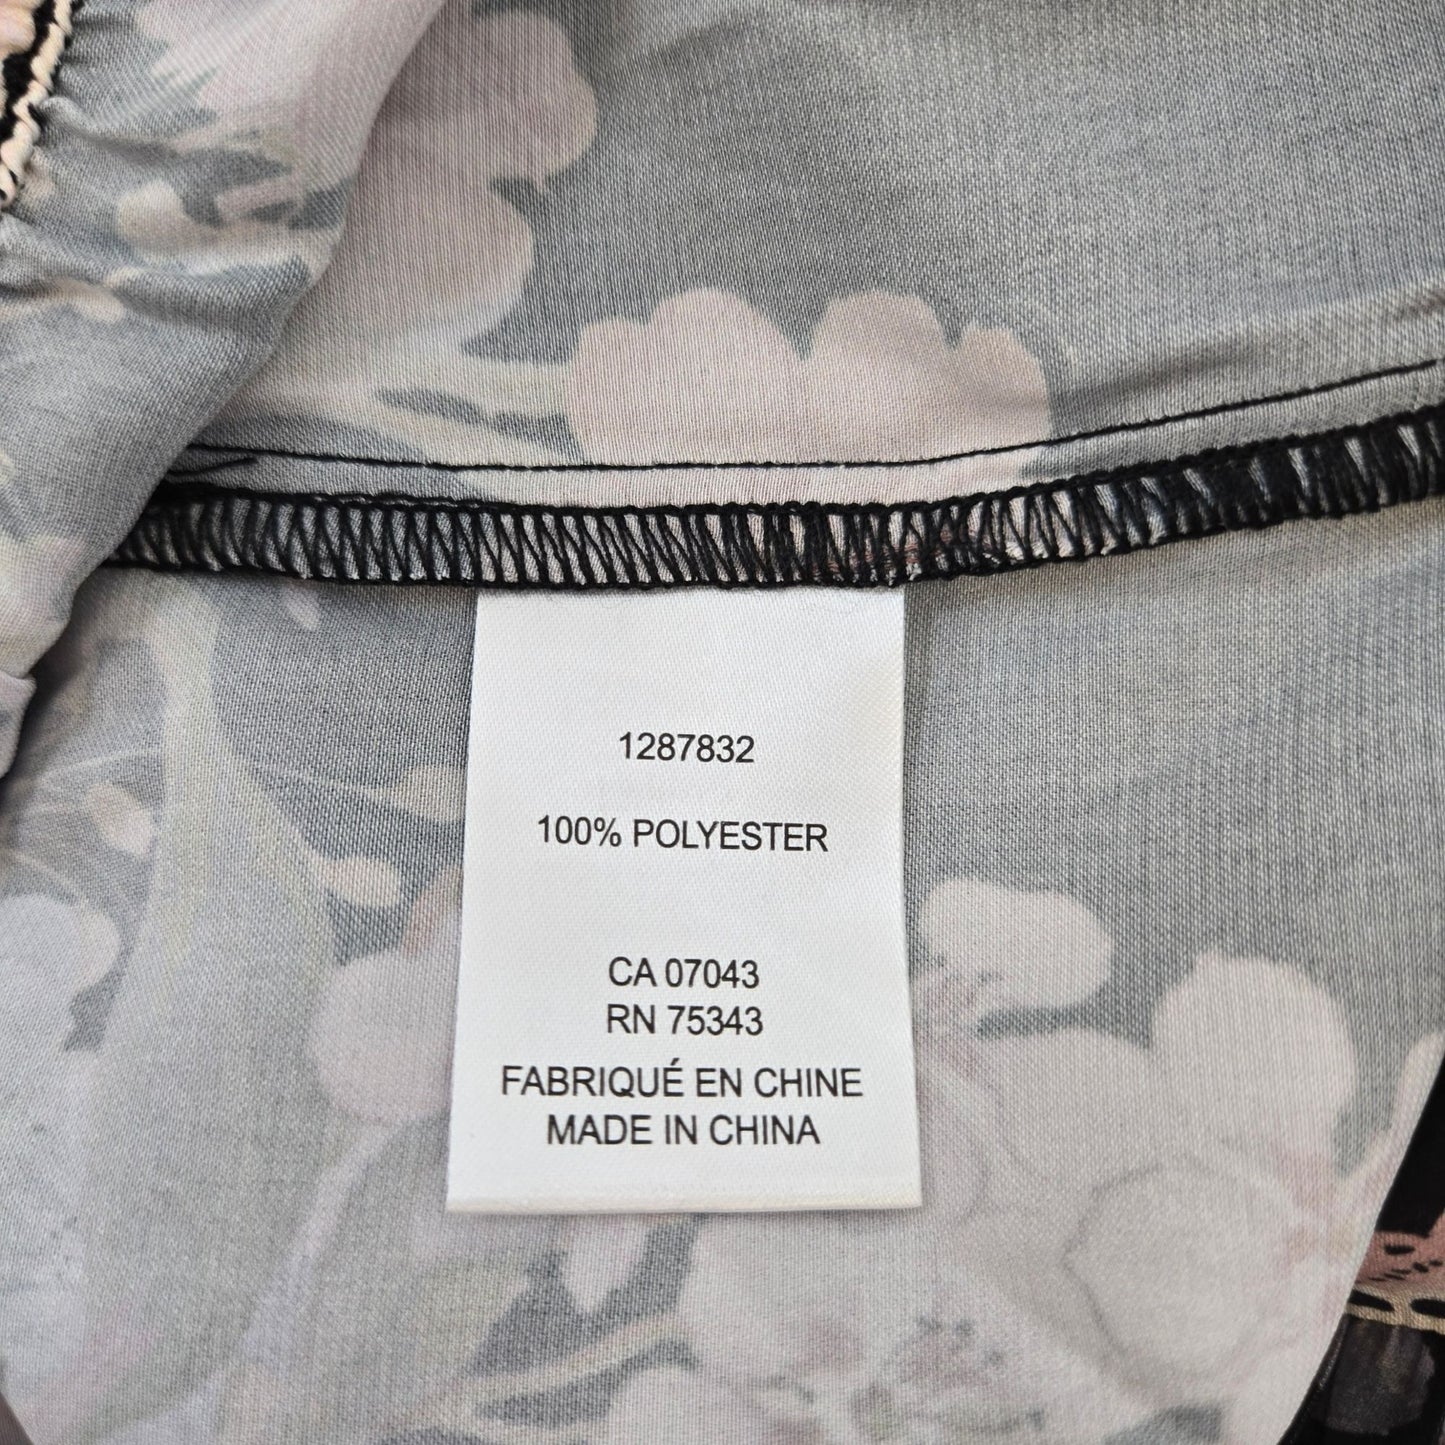 1287832
100% POLYESTER
CA 07043
RN 75343
FABRIQUÉ EN CHINE
MADE IN CHINA